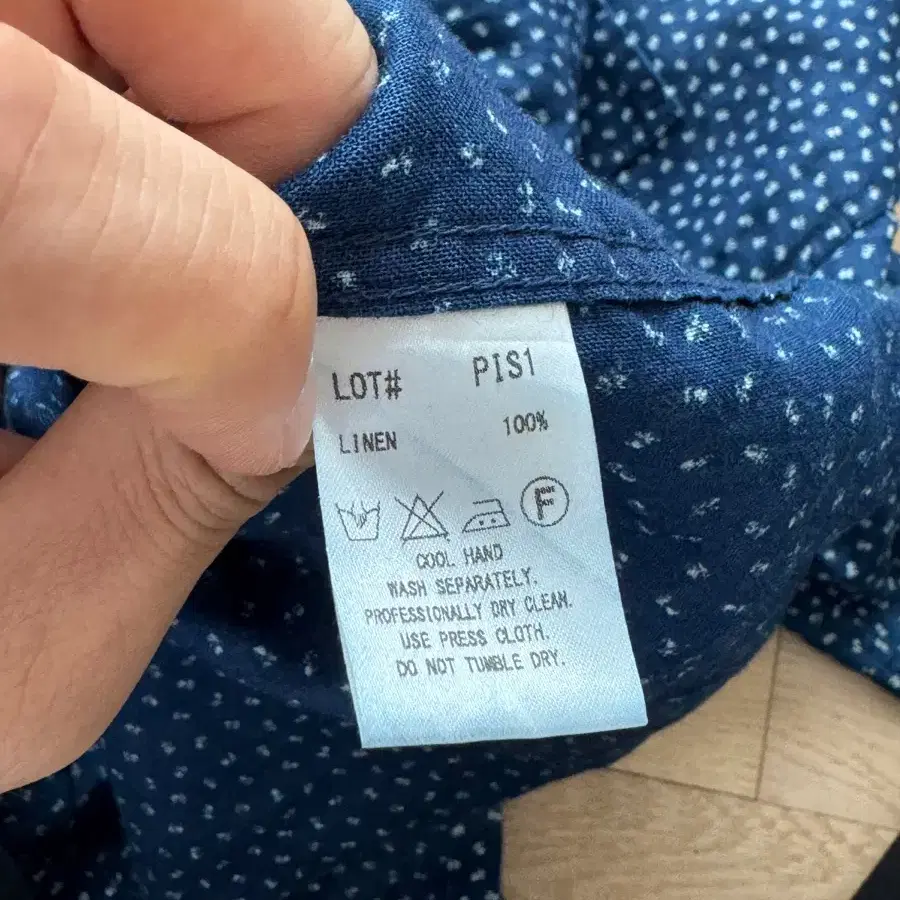 LOT# PIS1
LINEN 100%
F
COOL HAND
WASH SEPARATELY.
PROFESSIONALLY DRY CLEAN.
USE PRESS CLOTH.
DO NOT TUMBLE DRY.